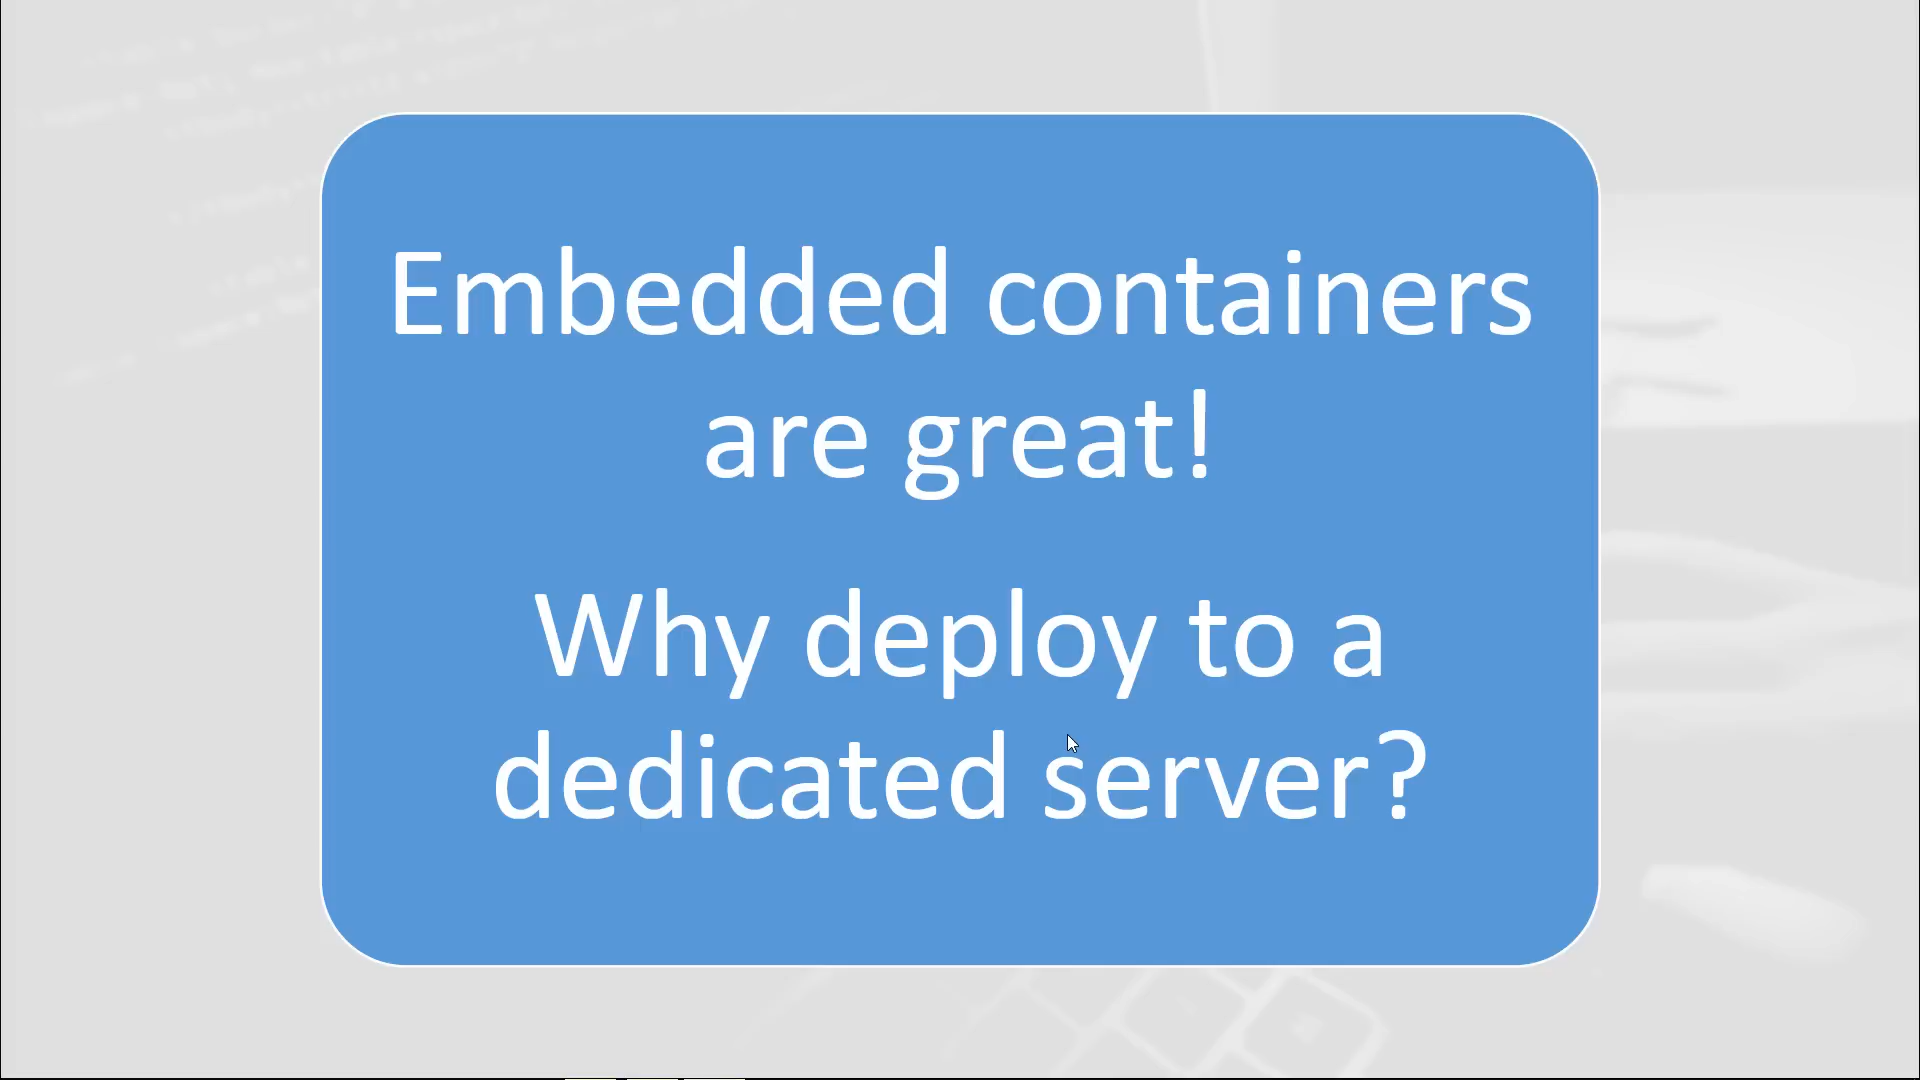 Embedded containers
are great!
Why deploy to a
dedicated server?